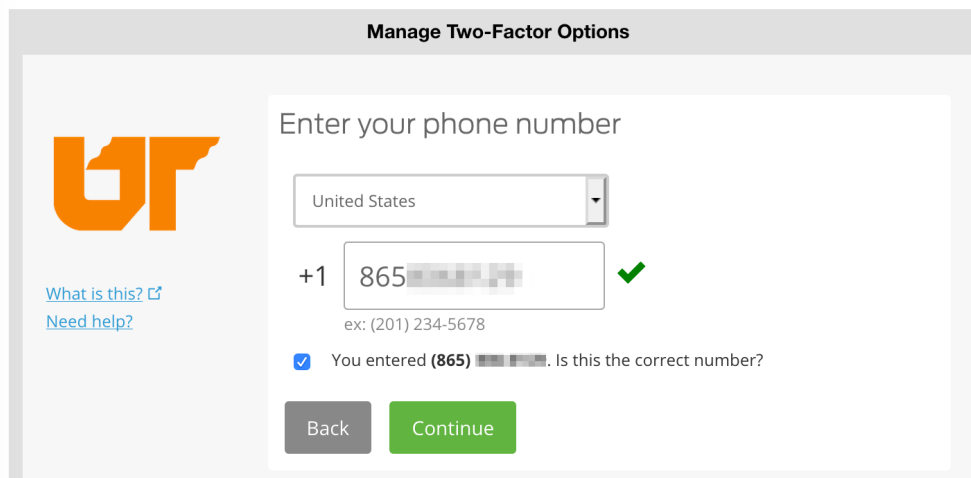 Manage Two-Factor Options
UT
Enter your phone number
United States
+1 865
ex: (201) 234-5678
You entered (865) . Is this the correct number?
What is this?
Need help?
Back Continue